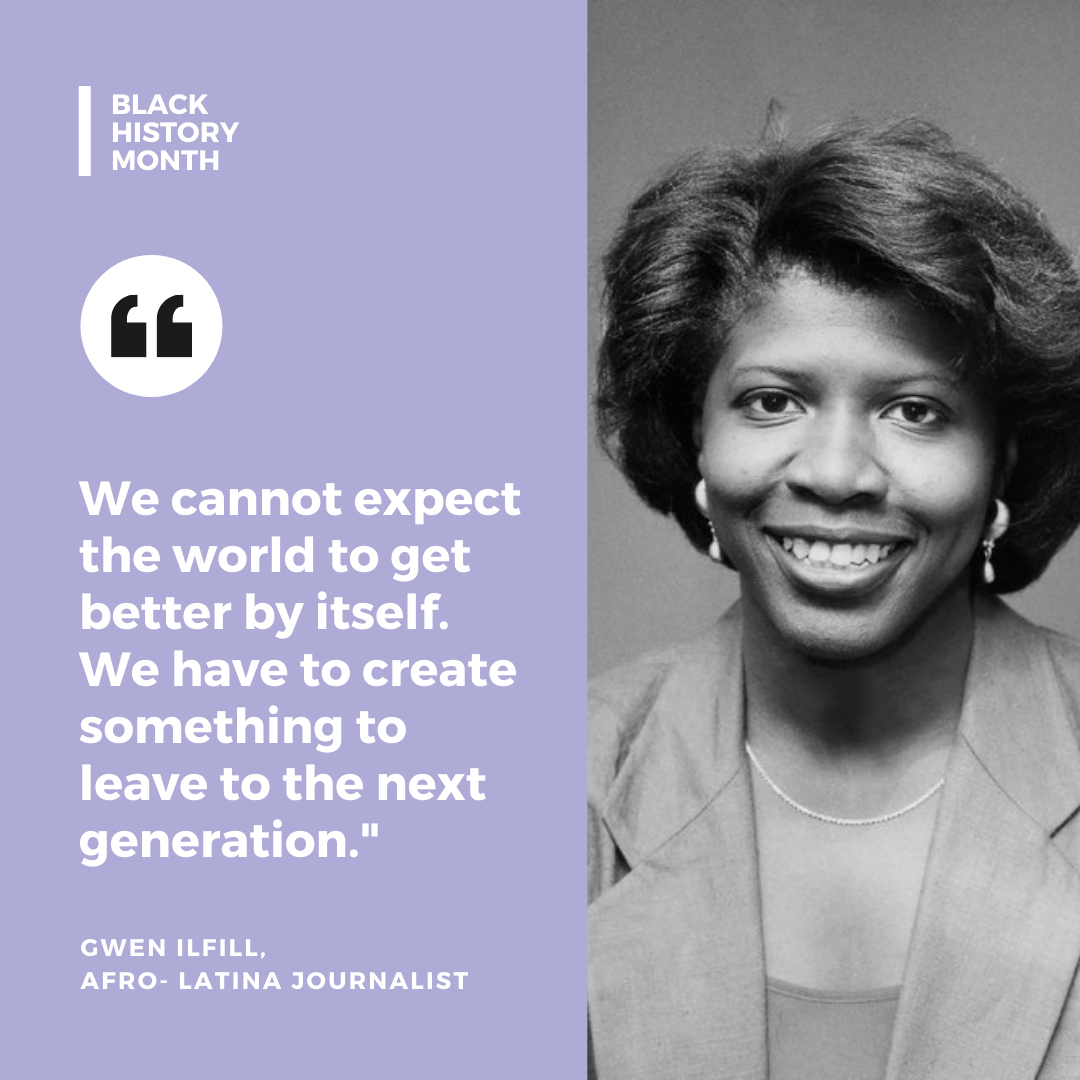 BLACK
HISTORY
MONTH
“
We cannot expect
the world to get
better by itself.
We have to create
something to
leave to the next
generation."
GWEN ILFILL,
AFRO- LATINA JOURNALIST